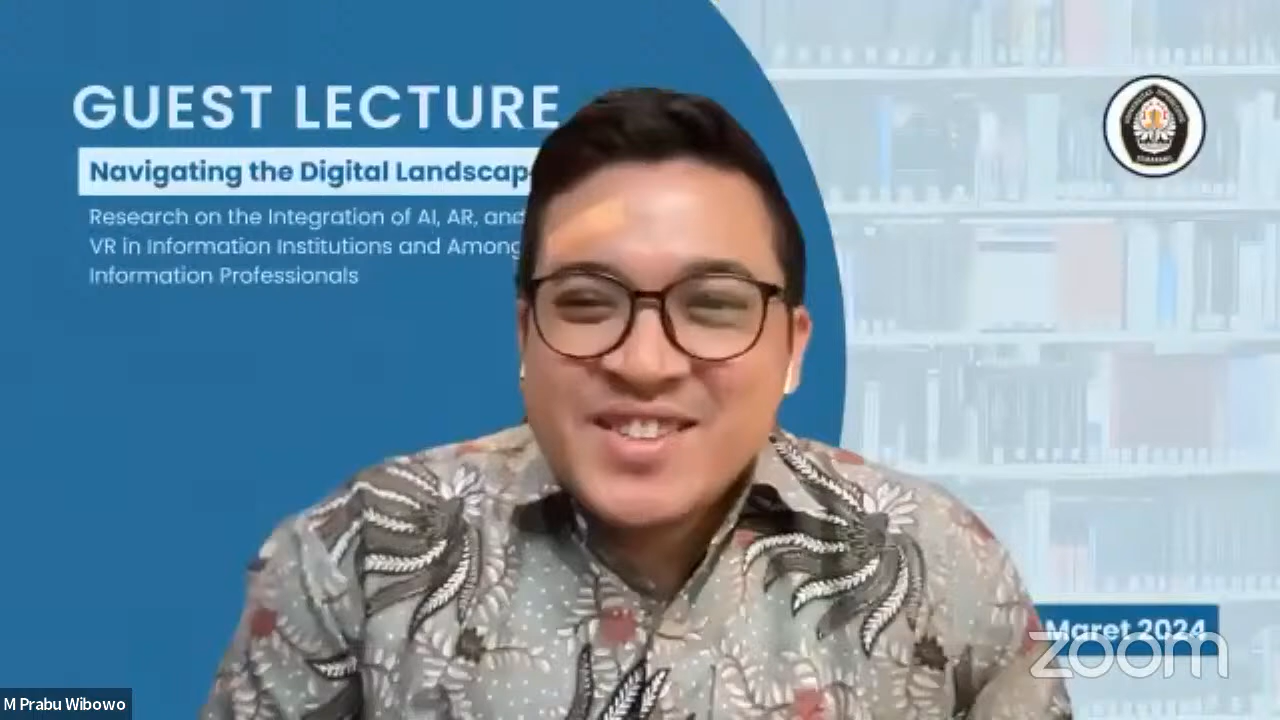 GUEST LECTURE
Navigating the Digital Landscap
Research on the Integration of AI, AR, and
VR in Information Institutions and Among
Information Professionals
Maret 2024
zoom
M Prabu Wibowo